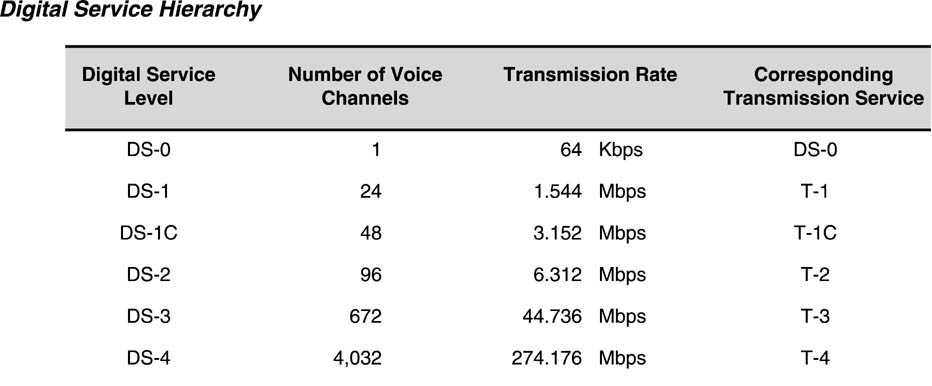 Digital Service Hierarchy
Digital Service Level Number of Voice Channels Transmission Rate Corresponding Transmission Service
DS-0 1 64 Kbps DS-0
DS-1 24 1.544 Mbps T-1
DS-1C 48 3.152 Mbps T-1C
DS-2 96 6.312 Mbps T-2
DS-3 672 44.736 Mbps T-3
DS-4 4,032 274.176 Mbps T-4